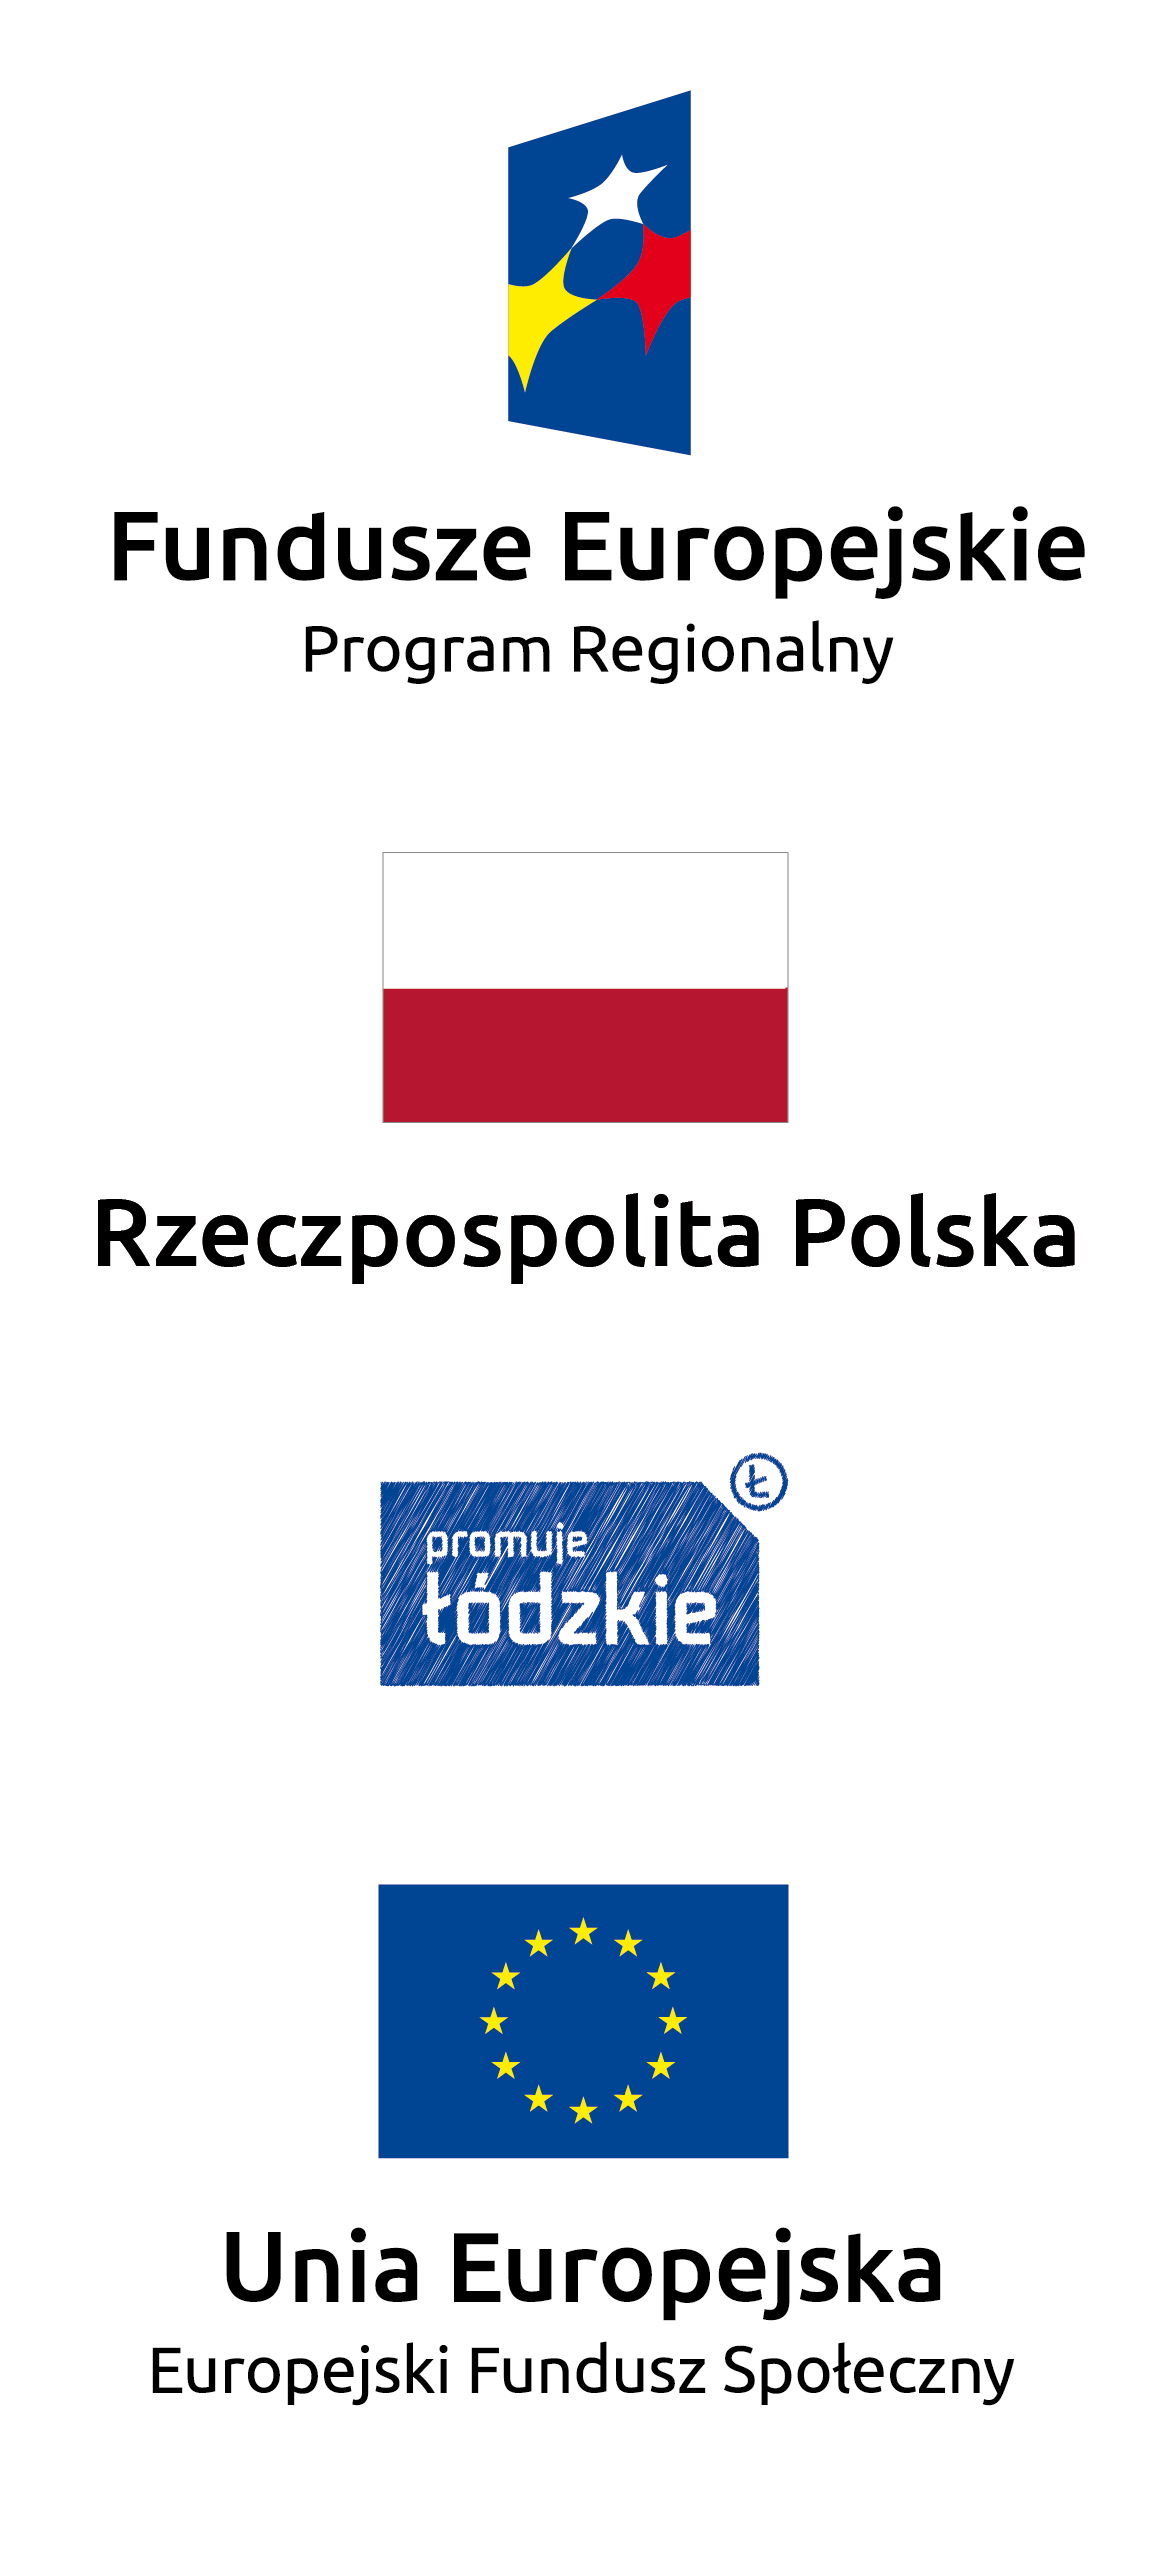 Fundusze Europejskie
Program Regionalny
Rzeczpospolita Polska
Ł
promuje
łódzkie
Unia Europejska
Europejski Fundusz Społeczny